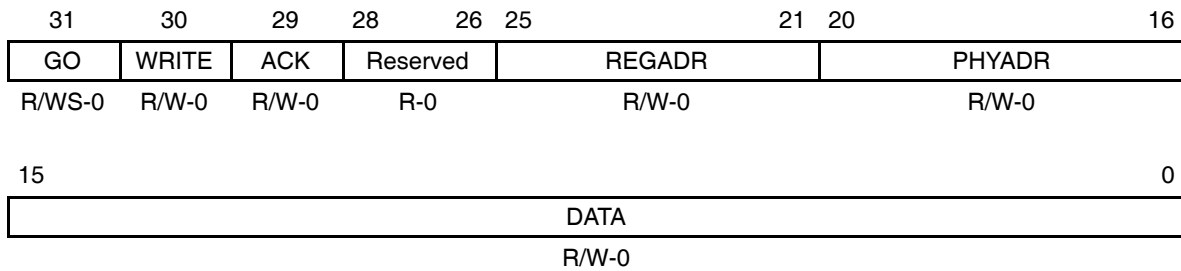 31 30 29 28 26 25 21 20 16
GO WRITE ACK Reserved REGADR PHYADR
R/WS-0 R/W-0 R/W-0 R-0 R/W-0 R/W-0
15 0
DATA
R/W-0